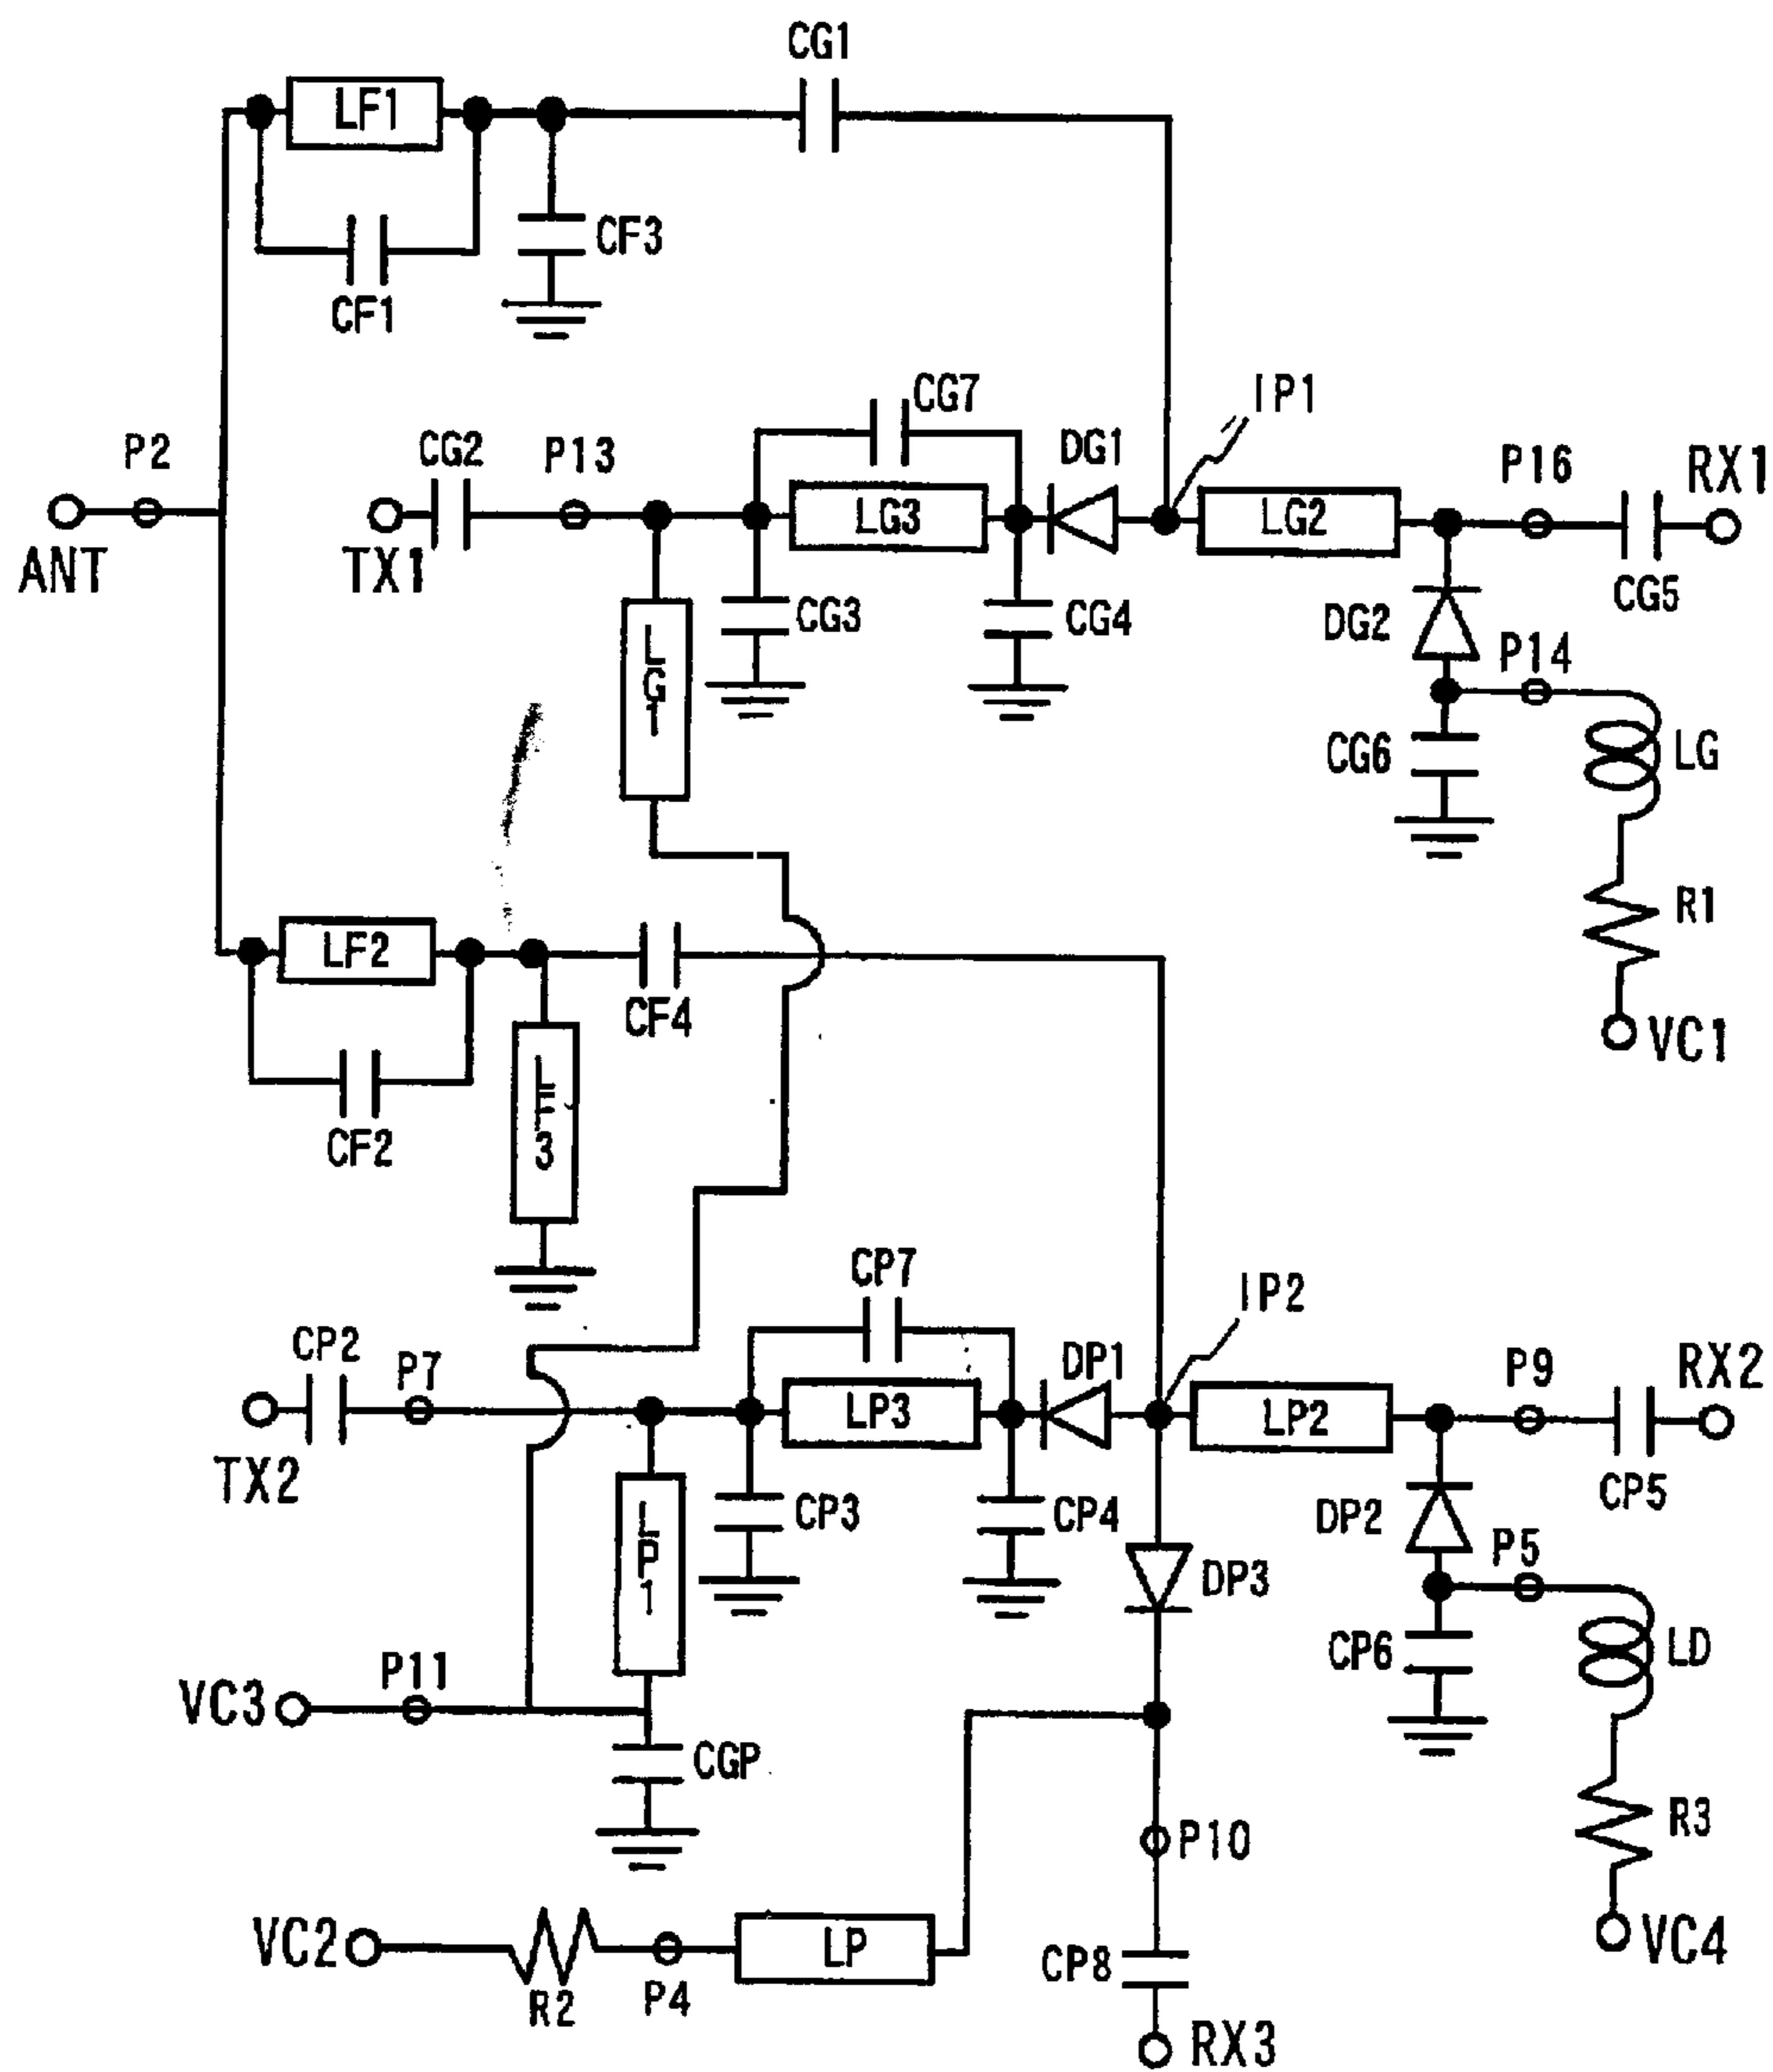 CG1
LF1
CF3
CF1
IP1
CG7
P2
CG2
P13
DG1
P16
RX1
LG3
LG2
ANT
TX1
CG3
CG4
DG2
CG5
P14
LG1
CG6
LG
R1
LF2
CF4
VC1
LF3
CF2
CP7
IP2
CP2
P7
DP1
P9
RX2
LP3
LP2
TX2
CP3
CP4
DP2
CP5
P5
LP1
DP3
CP6
LD
P11
VC3
CGP
R3
P10
VC2
LP
VC4
CP8
R2
P4
RX3